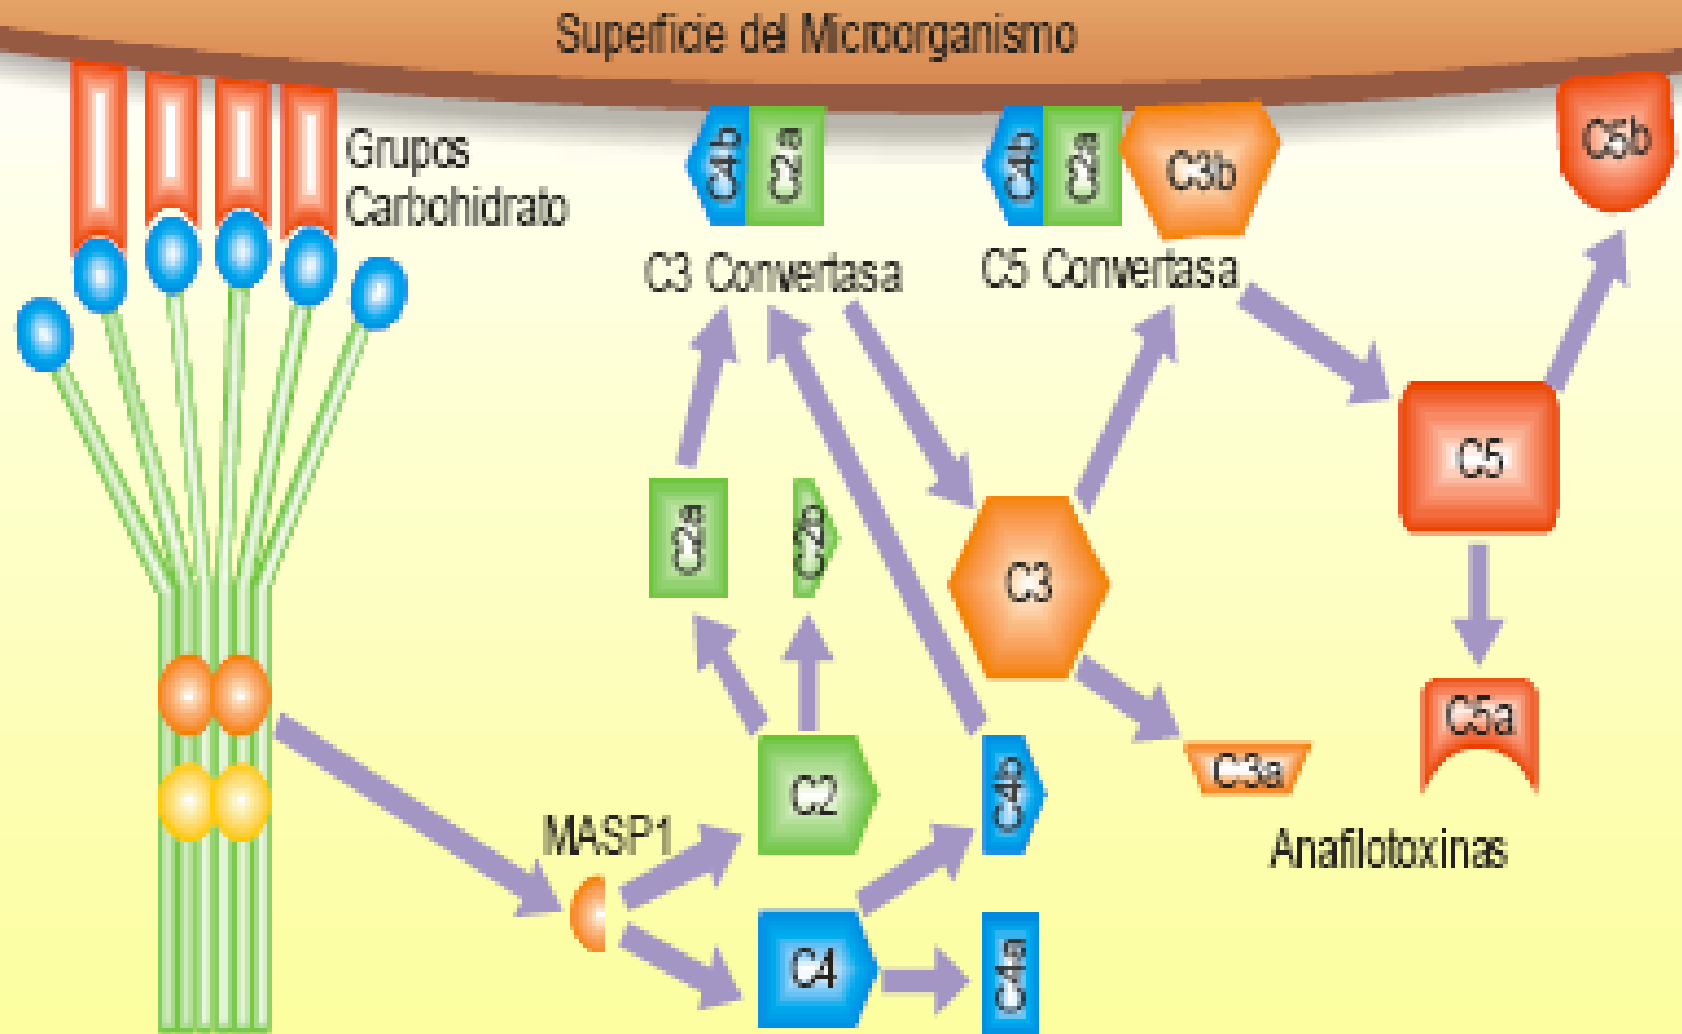 Superficie del Microorganismo
Grupos
Carbohidrato
C4b C2a
C3 Convertasa
C4b C2a C3b
C5 Convertasa
C5b
C5
C2a
C2b
C3
C5a
C3a
Anafilotoxinas
C2
C4b
MASP1
C4
C4a